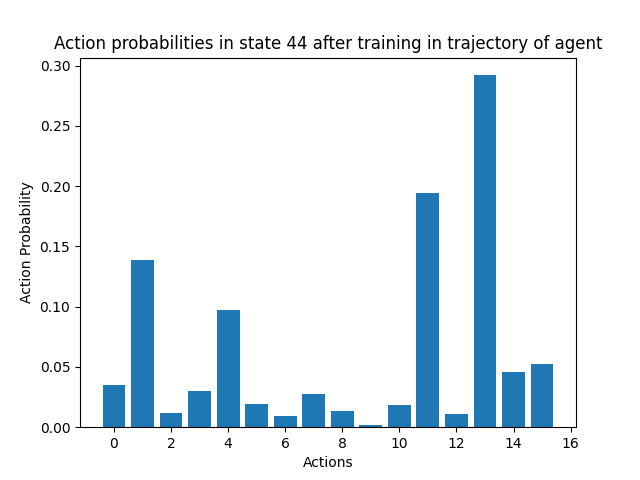 Action probabilities in state 44 after training in trajectory of agent
0.30
0.25
0.20
0.15
0.10
0.05
0.00
Action Probability
0 2 4 6 8 10 12 14 16
Actions